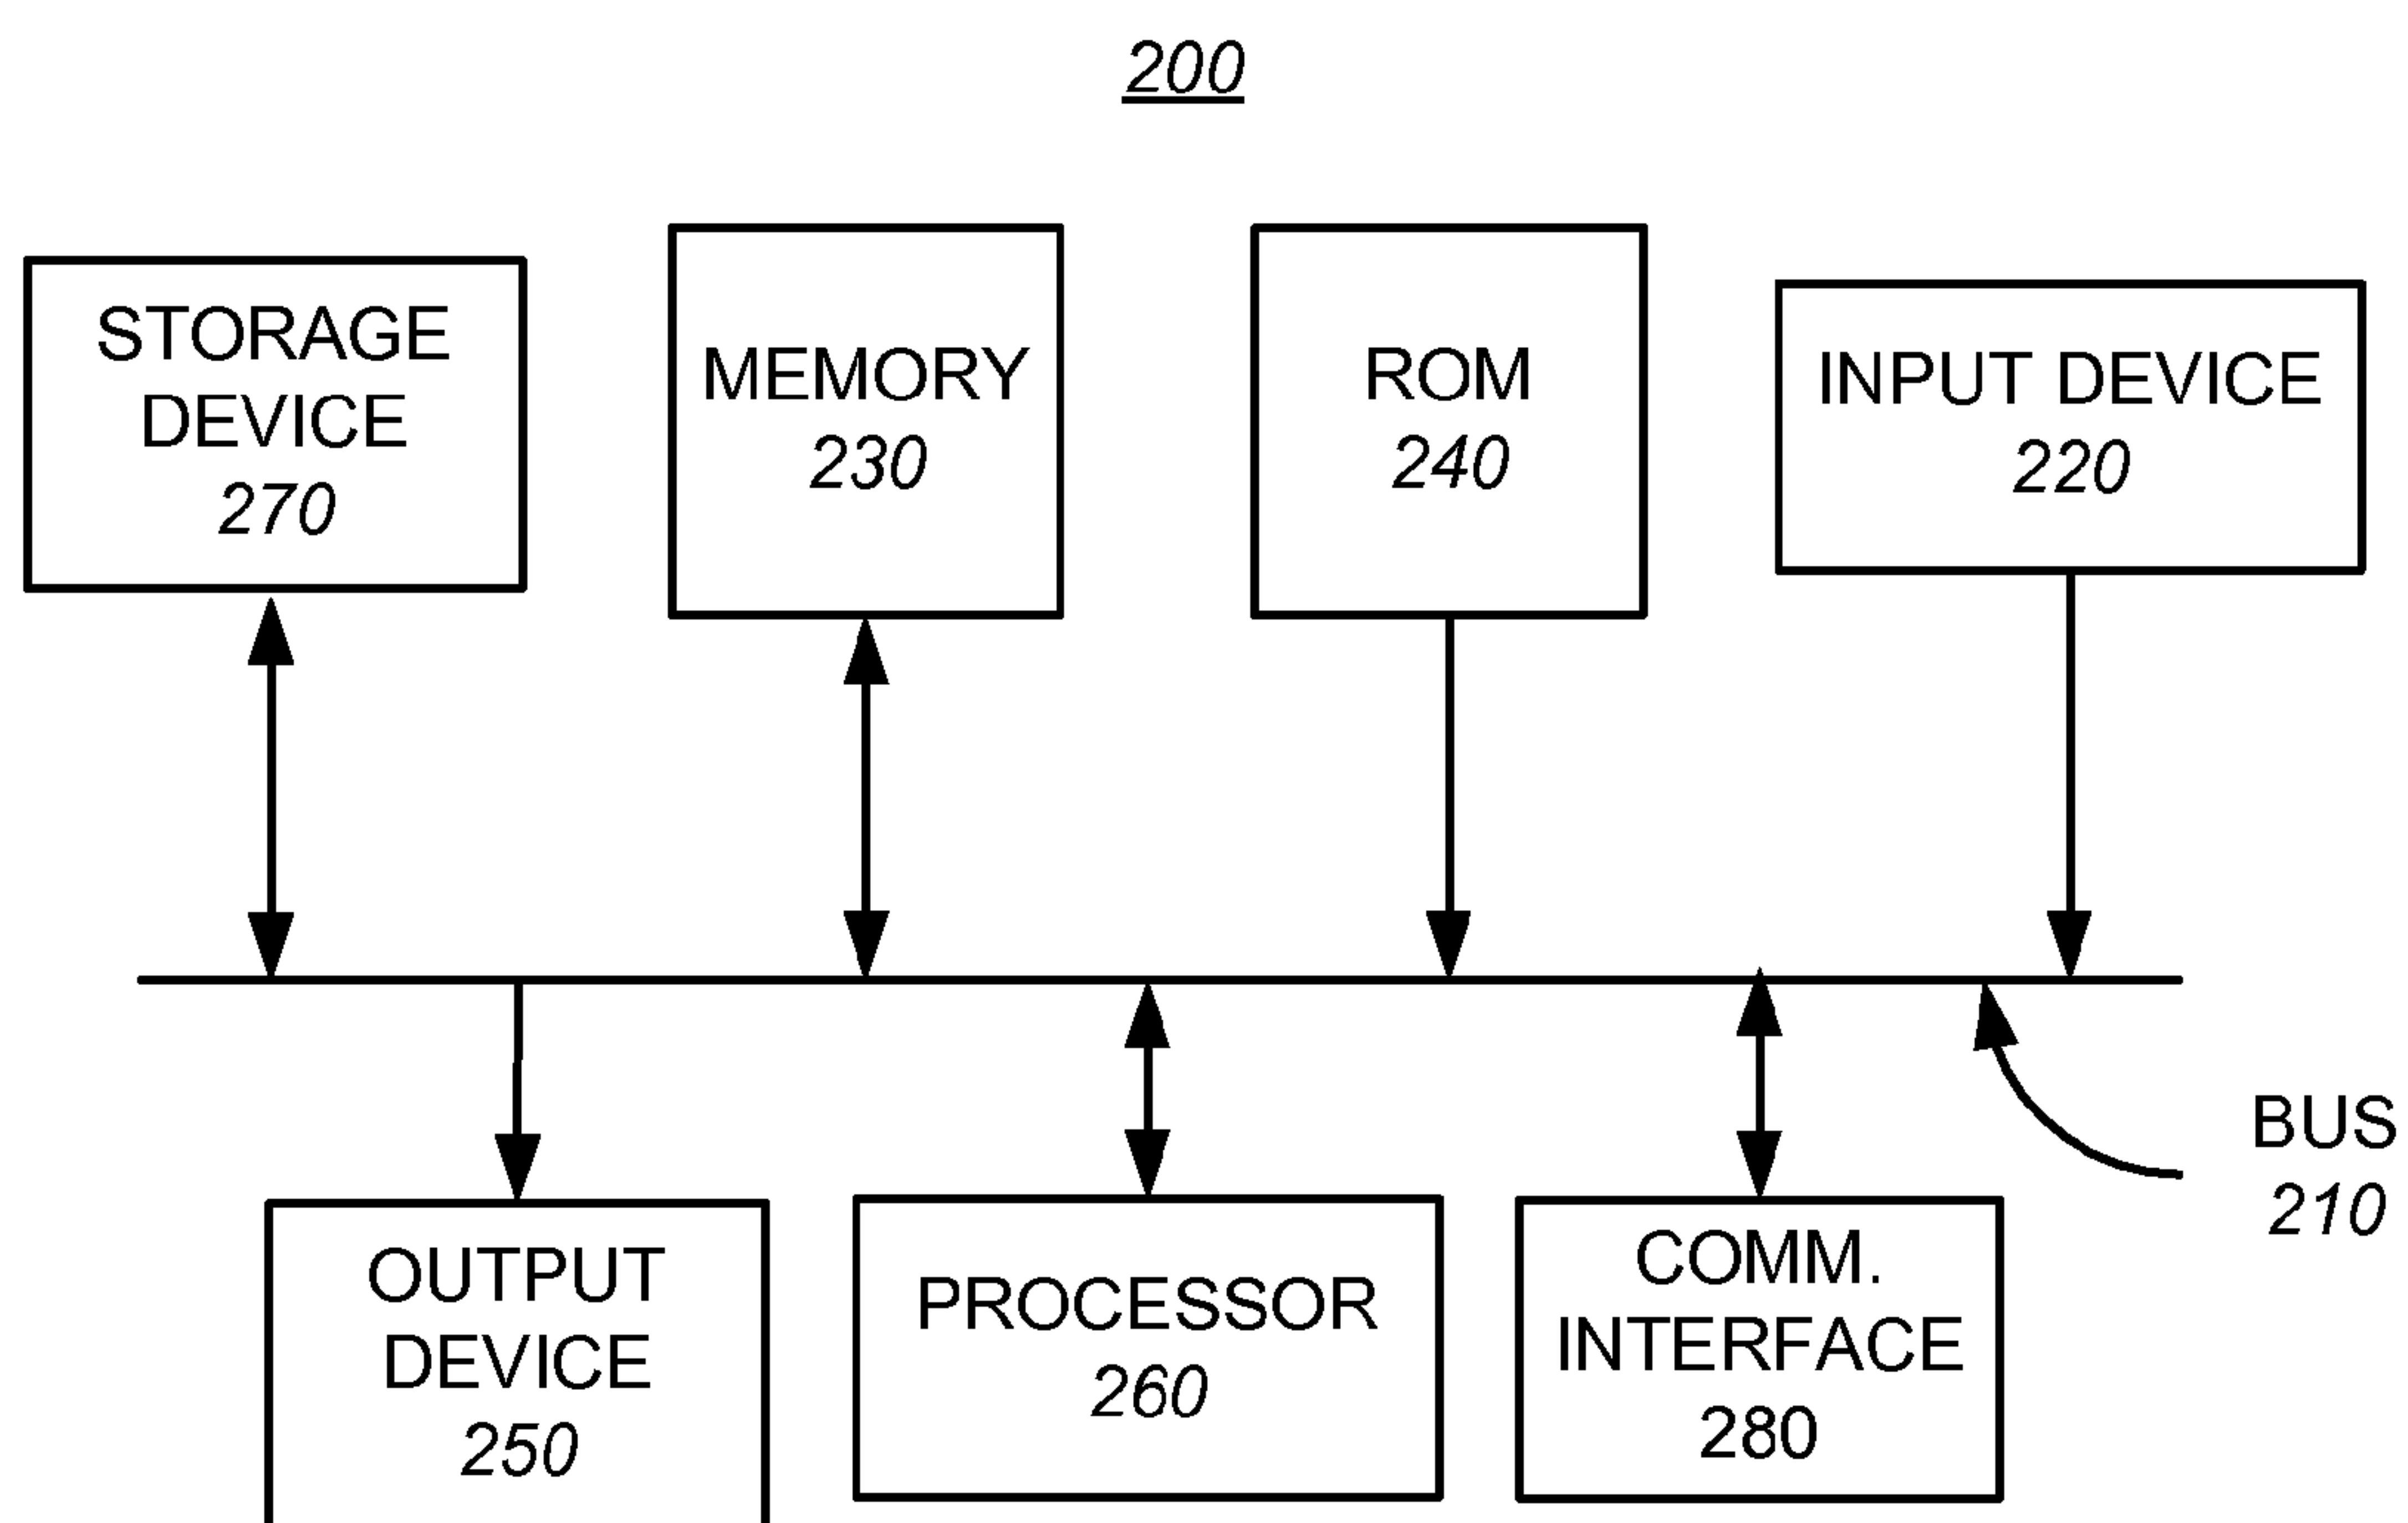 200
STORAGE
DEVICE
270
MEMORY
230
ROM
240
INPUT DEVICE
220
OUTPUT
DEVICE
250
PROCESSOR
260
COMM.
INTERFACE
280
BUS
210